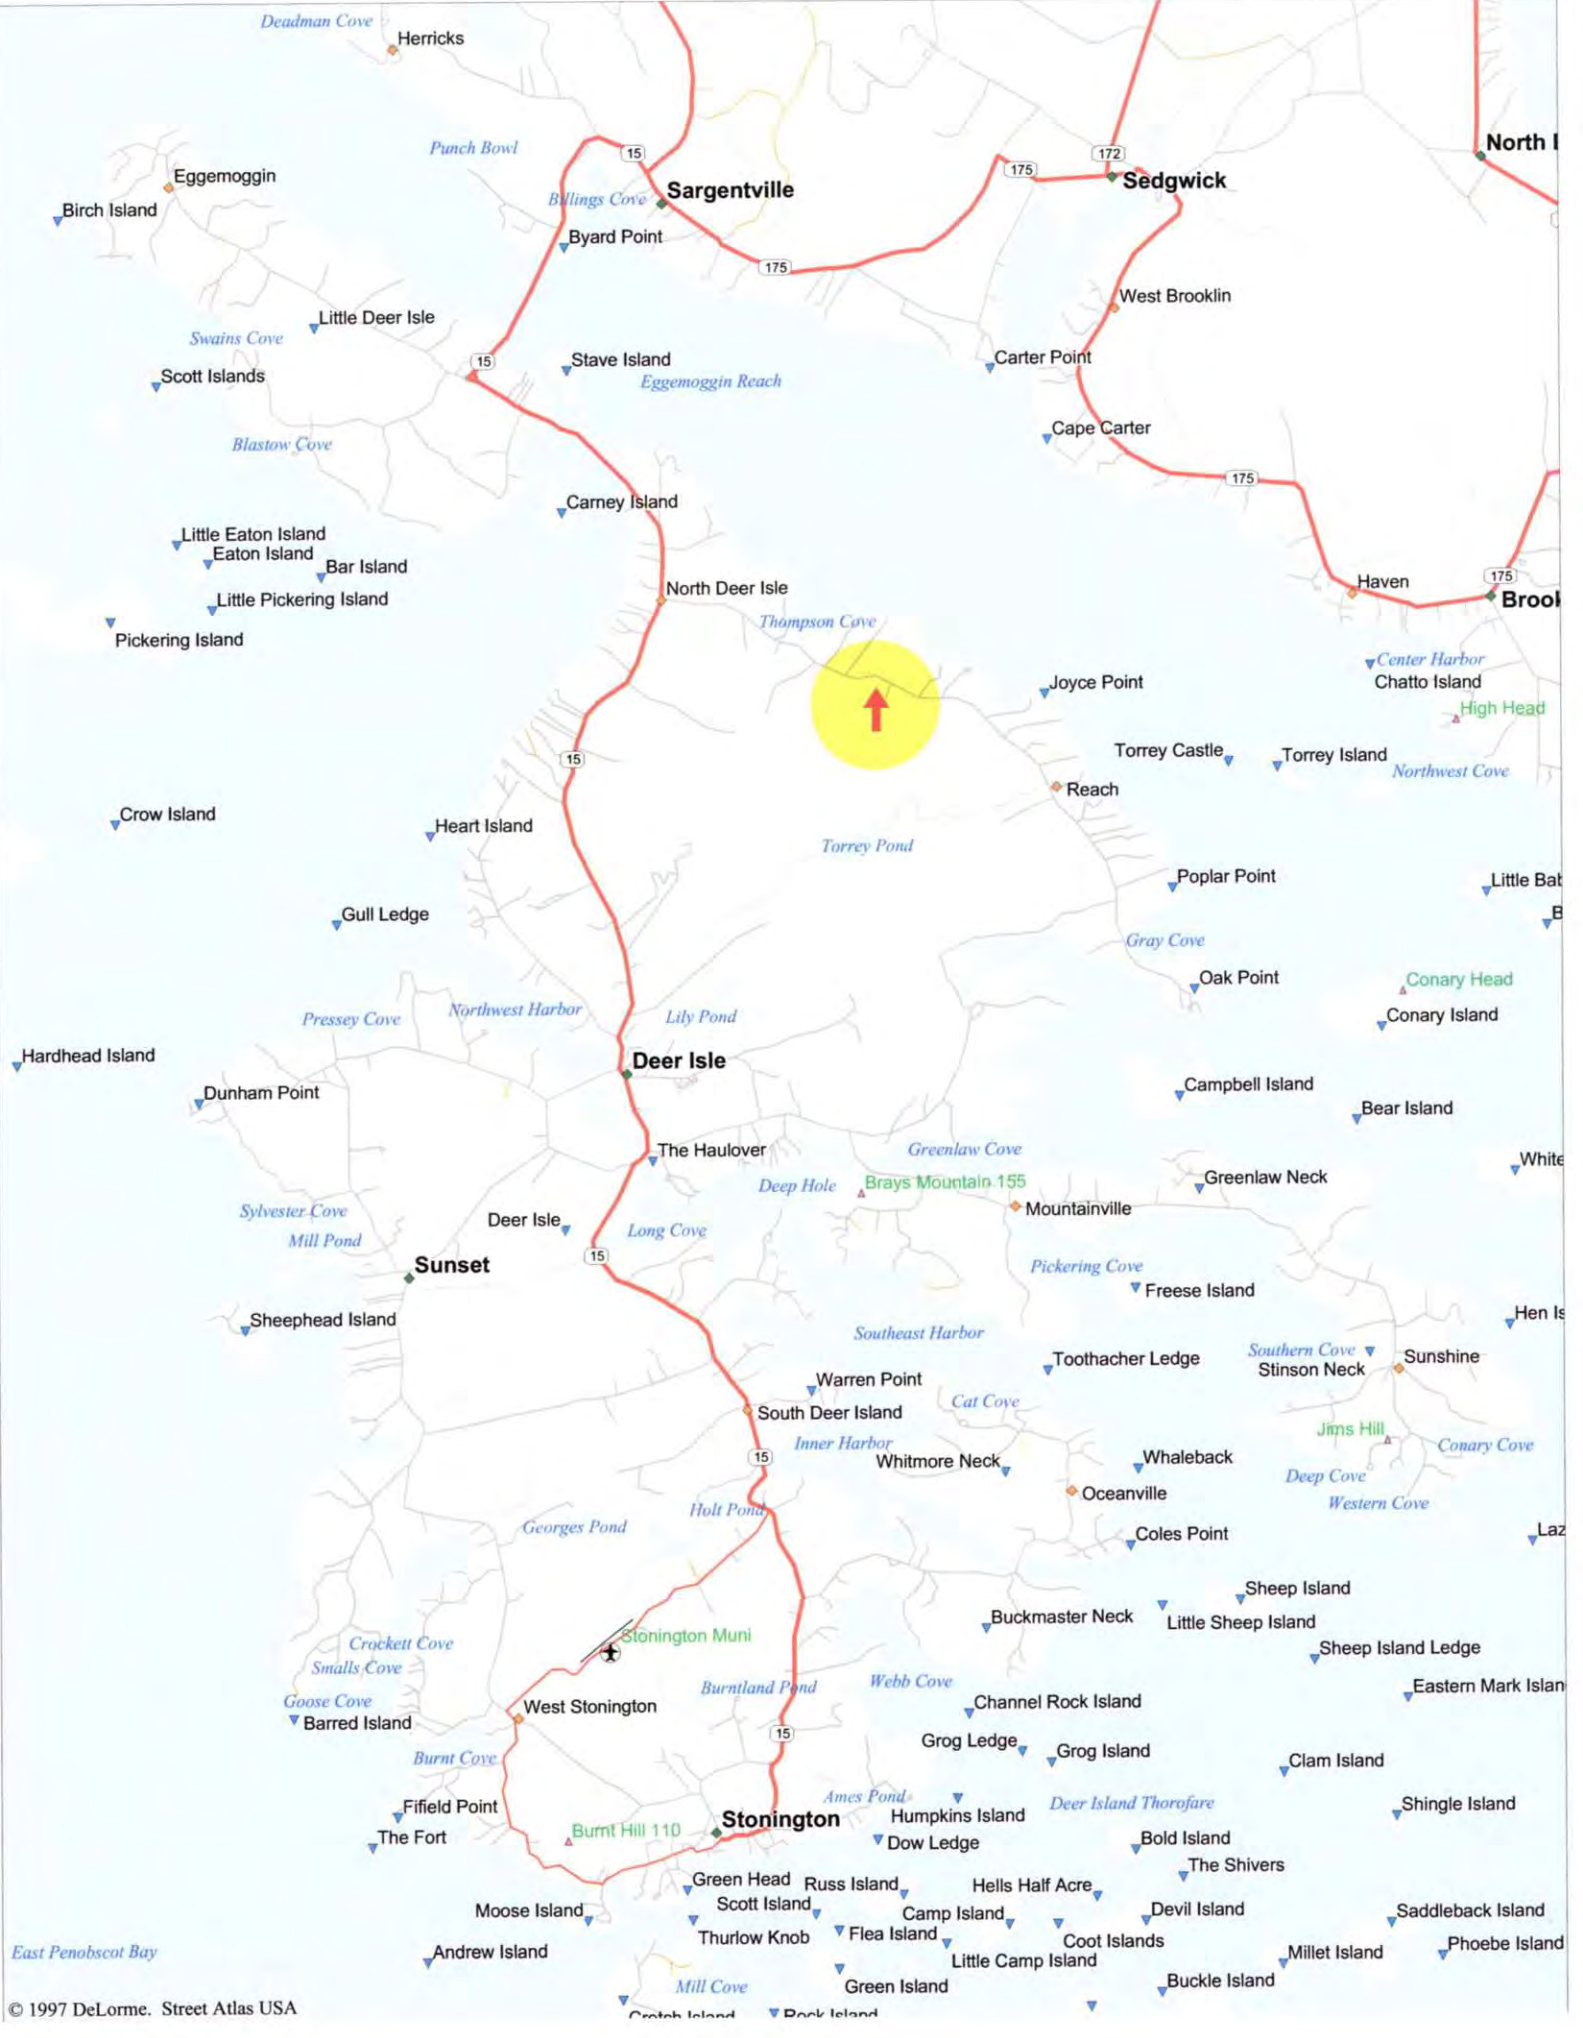 Deadman Cove
Herricks
Punch Bowl
15
172
North
175
Sedgwick
Eggemoggin
Sargentville
Billings Cove
Birch Island
Byard Point
175
West Brooklin
Little Deer Isle
Swains Cove
15
Stave Island
Carter Point
Scott Islands
Eggemoggin Reach
Cape Carter
Blastow Cove
175
Carney Island
Little Eaton Island
Eaton Island
Bar Island
Haven
175
North Deer Isle
Little Pickering Island
Brook
Thompson Cove
Pickering Island
Center Harbor
Joyce Point
Chatto Island
High Head
15
Torrey Castle
Torrey Island
Northwest Cove
Reach
Crow Island
Heart Island
Torrey Pond
Poplar Point
Little Bab
Gull Ledge
B
Gray Cove
Oak Point
Conary Head
Northwest Harbor
Pressey Cove
Lily Pond
Conary Island
Hardhead Island
Deer Isle
Dunham Point
Campbell Island
Bear Island
The Haulover
Greenlaw Cove
White
Deep Hole
Brays Mountain 155
Greenlaw Neck
Sylvester Cove
Mountainville
Deer Isle
Long Cove
Mill Pond
15
Sunset
Pickering Cove
Freese Island
Sheephead Island
Hen Is
Southeast Harbor
Southern Cove
Toothacher Ledge
Sunshine
Stinson Neck
Warren Point
Cat Cove
South Deer Island
Jims Hill
Inner Harbor
Conary Cove
15
Whitmore Neck
Whaleback
Deep Cove
Oceanville
Western Cove
Holt Pond
Georges Pond
Coles Point
Laz
Sheep Island
Buckmaster Neck
Little Sheep Island
Stonington Muni
Crockett Cove
Sheep Island Ledge
Smalls Cove
Webb Cove
Burntland Pond
Eastern Mark Islan
Goose Cove
Channel Rock Island
West Stonington
Barred Island
15
Grog Ledge
Grog Island
Burnt Cove
Clam Island
Ames Pond
Deer Island Thorofare
Fifield Point
Humpkins Island
Shingle Island
Stonington
Burnt Hill 110
The Fort
Dow Ledge
Bold Island
The Shivers
Green Head
Russ Island
Hells Half Acre
Scott Island
Moose Island
Camp Island
Devil Island
Saddleback Island
Thurlow Knob
Flea Island
Coot Islands
Phoebe Island
East Penobscot Bay
Andrew Island
Little Camp Island
Millet Island
Mill Cove
Green Island
Buckle Island
© 1997 DeLorme. Street Atlas USA
Crotch Island
Rock Island